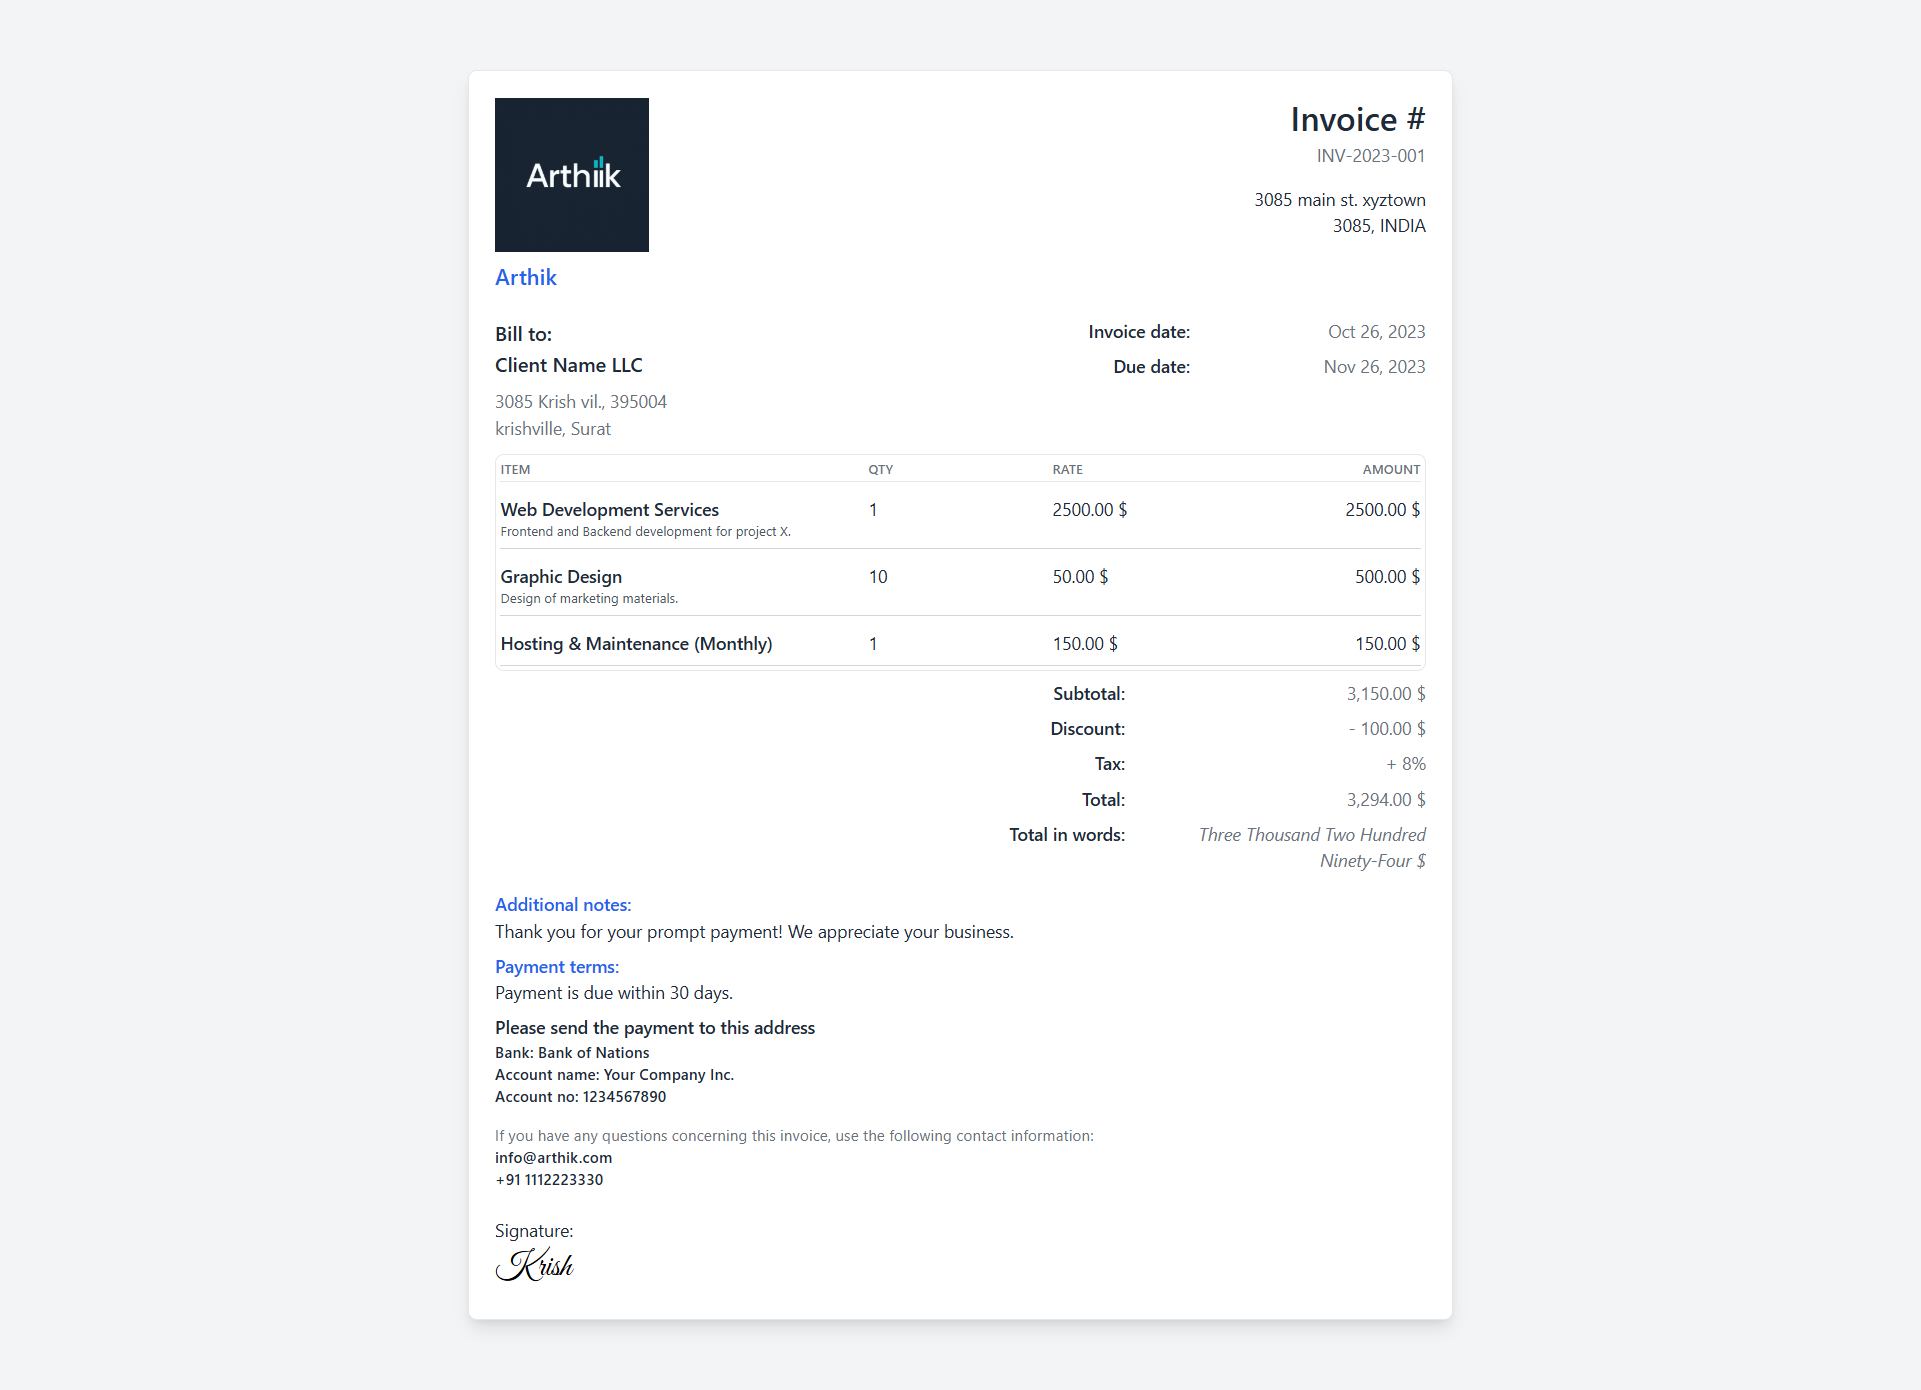 Arthiik
Invoice #
INV-2023-001
3085 main st. xyztown
3085, INDIA
Arthik
Bill to:
Client Name LLC
3085 Krish vil., 395004
krishville, Surat
Invoice date: Oct 26, 2023
Due date: Nov 26, 2023
ITEM QTY RATE AMOUNT
Web Development Services 1 2500.00 $ 2500.00 $
Frontend and Backend development for project X.
Graphic Design 10 50.00 $ 500.00 $
Design of marketing materials.
Hosting & Maintenance (Monthly) 1 150.00 $ 150.00 $
Subtotal: 3,150.00 $
Discount: - 100.00 $
Tax: + 8%
Total: 3,294.00 $
Total in words: Three Thousand Two Hundred
Ninety-Four $
Additional notes:
Thank you for your prompt payment! We appreciate your business.
Payment terms:
Payment is due within 30 days.
Please send the payment to this address
Bank: Bank of Nations
Account name: Your Company Inc.
Account no: 1234567890
If you have any questions concerning this invoice, use the following contact information:
info@arthik.com
+91 1112223330
Signature:
Krish